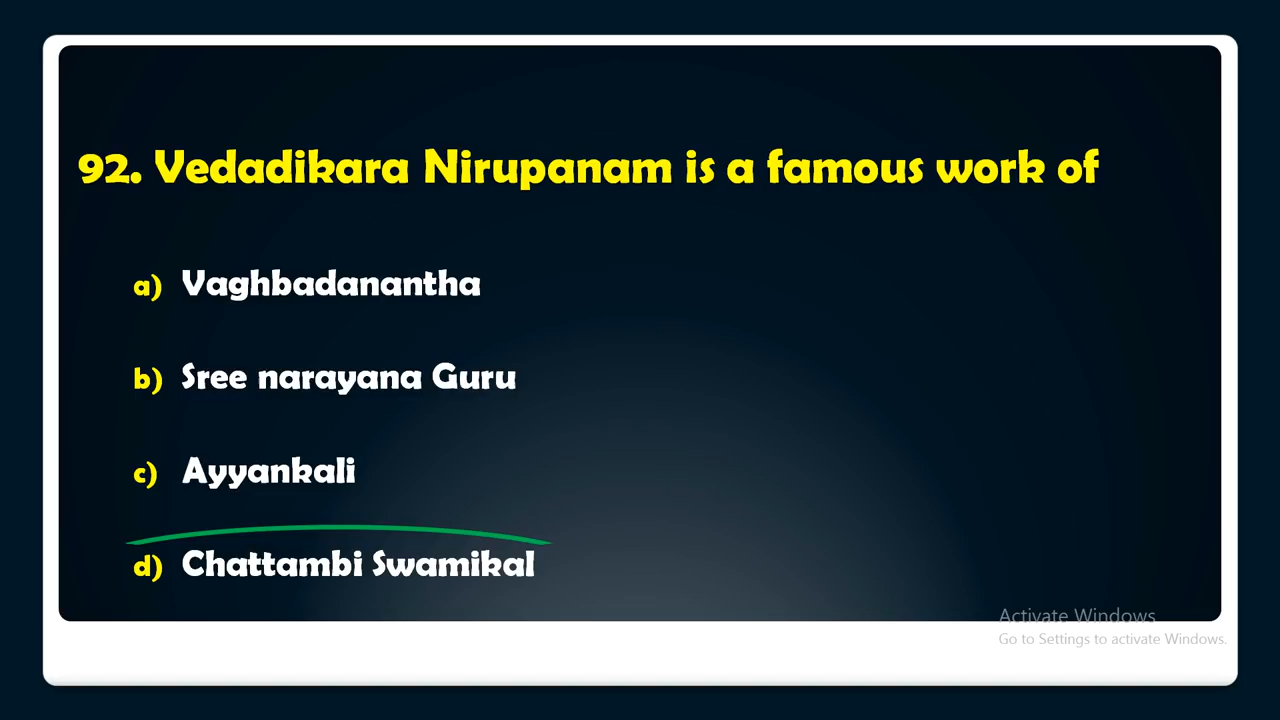 92. Vedadikara Nirupanam is a famous work of
a) Vaghbadanantha
b) Sree narayana Guru
c) Ayyankali
d) Chattambi Swamikal
Activate Windows
Go to Settings to activate Windows.